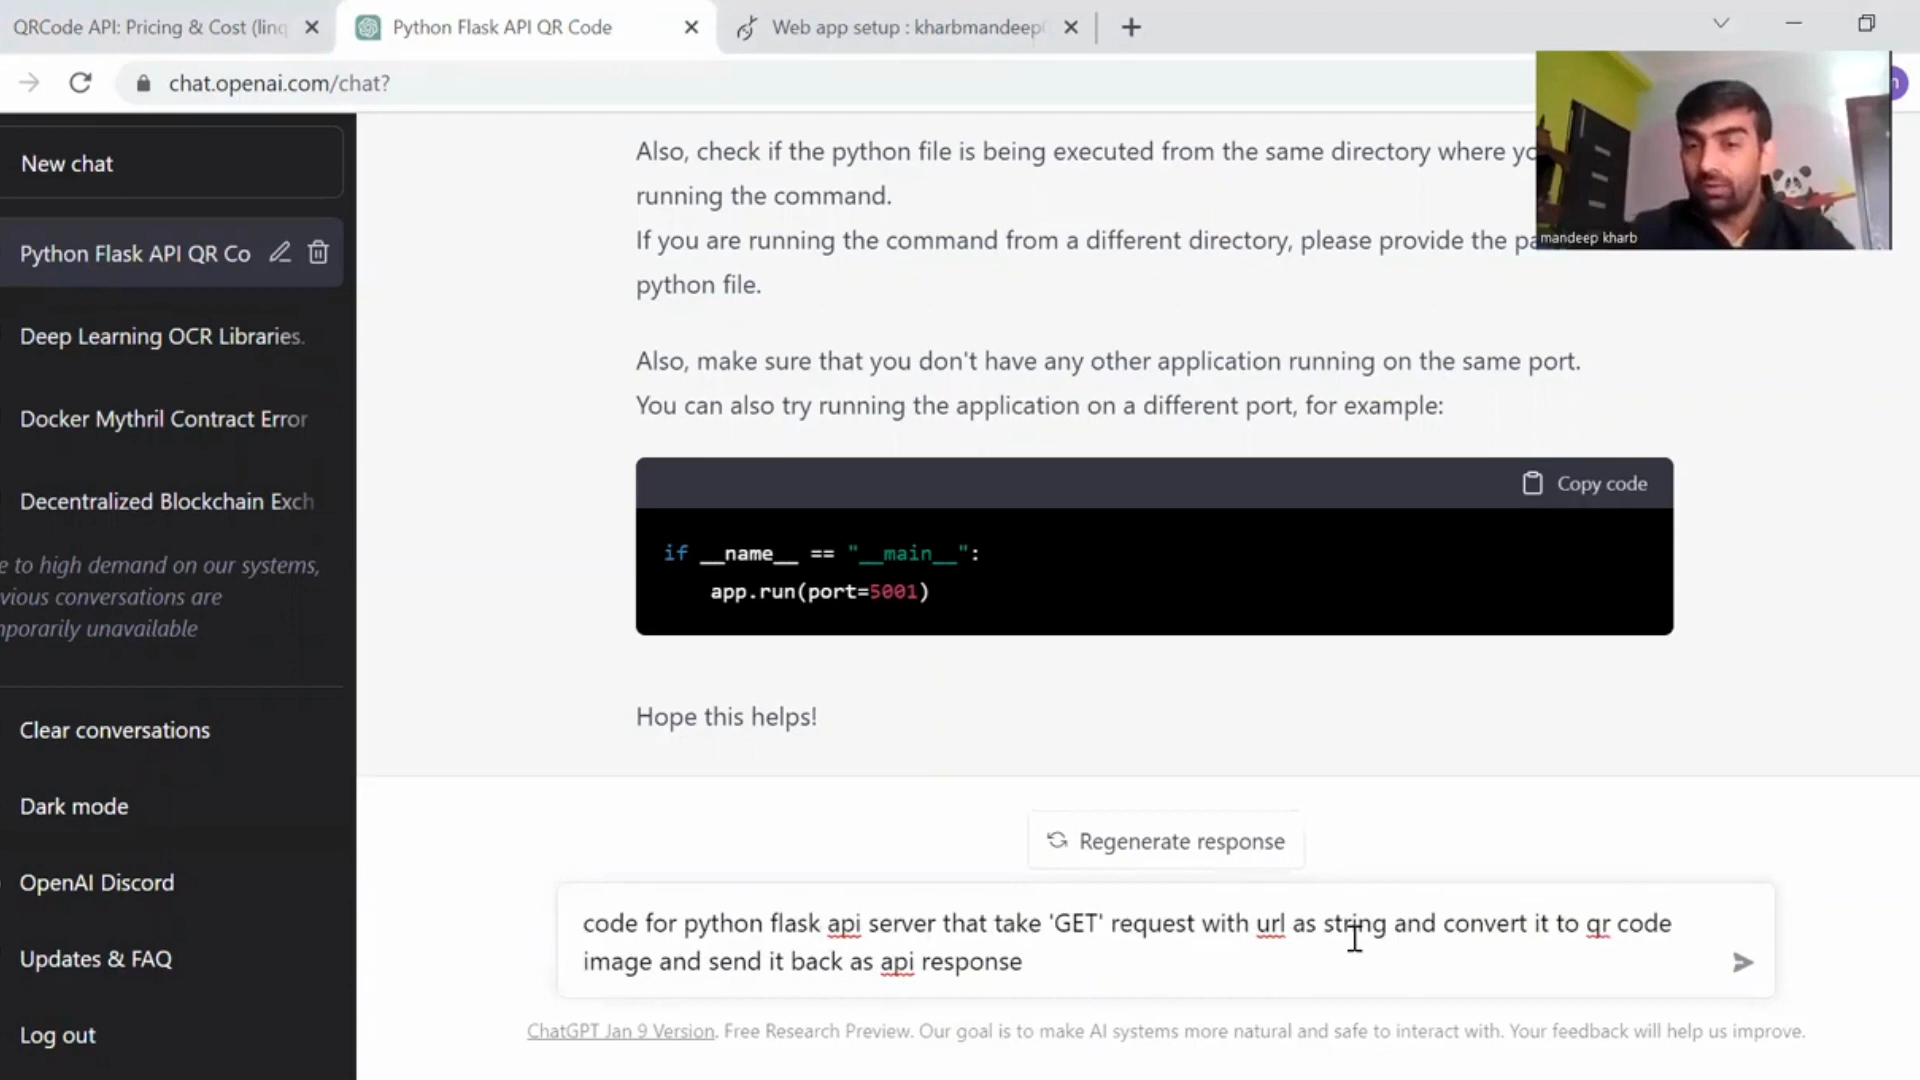 QRCode API: Pricing & Cost (linq
Python Flask API QR Code
Web app setup : kharbmandeep
chat.openai.com/chat?
New chat
Python Flask API QR Co
Deep Learning OCR Libraries.
Docker Mythril Contract Error
Decentralized Blockchain Exch
e to high demand on our systems,
vious conversations are
mporarily unavailable
Clear conversations
Dark mode
OpenAI Discord
Updates & FAQ
Log out
Also, check if the python file is being executed from the same directory where yo
running the command.
If you are running the command from a different directory, please provide the pa
python file.
Also, make sure that you don't have any other application running on the same port.
You can also try running the application on a different port, for example:
Copy code
if __name__ == "__main__":
app.run(port=5001)
Hope this helps!
mandeep kharb
Regenerate response
code for python flask api server that take 'GET' request with url as string and convert it to qr code
image and send it back as api response
ChatGPT Jan 9 Version. Free Research Preview. Our goal is to make AI systems more natural and safe to interact with. Your feedback will help us improve.